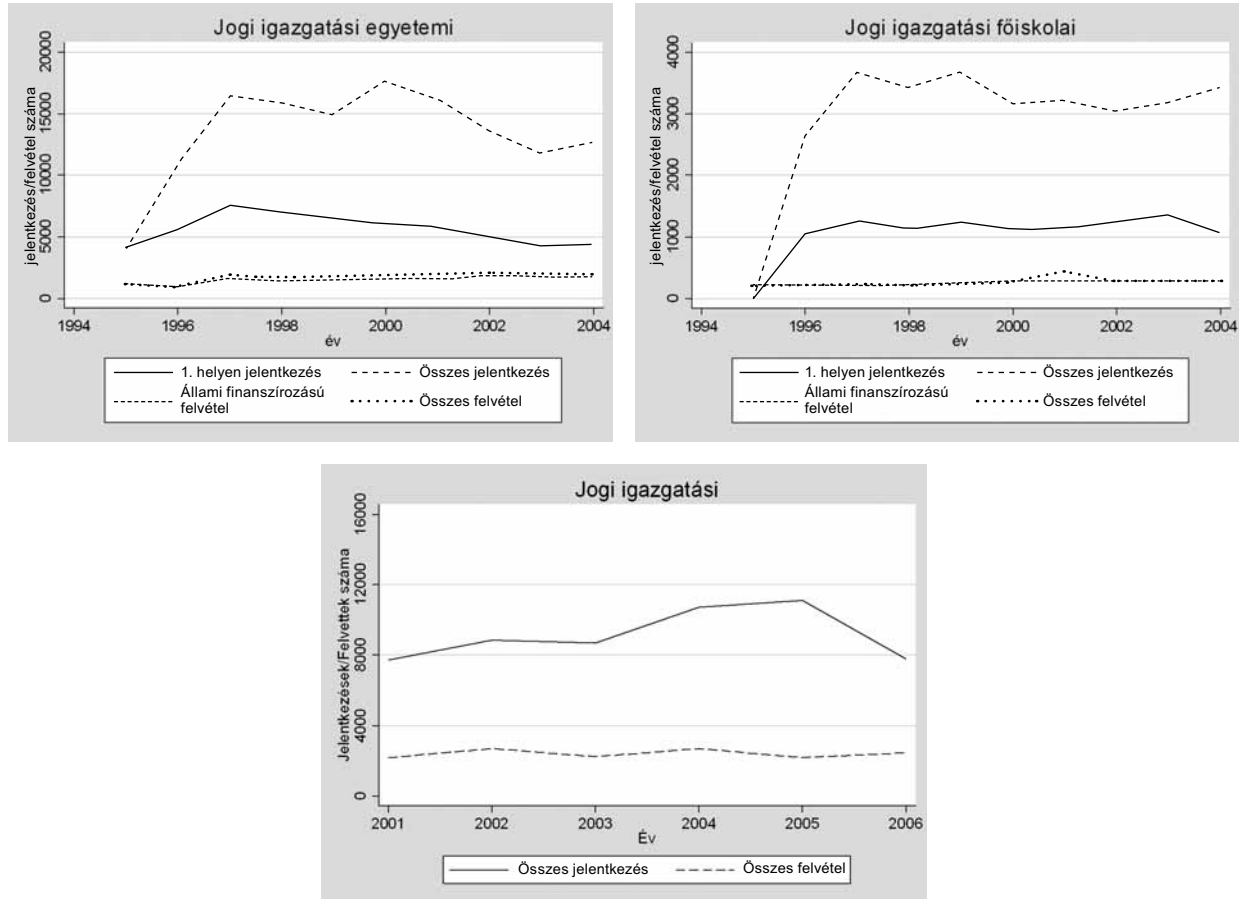 Jogi igazgatási egyetemi
jelentkezés/felvétel száma
20000
15000
10000
5000
0
1994
1996
1998
2000
2002
2004
év
1. helyen jelentkezés
Összes jelentkezés
Állami finanszírozású
felvétel
Összes felvétel
Jogi igazgatási főiskolai
jelentkezés/felvétel száma
4000
3000
2000
1000
0
1994
1996
1998
2000
2002
2004
év
1. helyen jelentkezés
Összes jelentkezés
Állami finanszírozású
felvétel
Összes felvétel
Jogi igazgatási
Jelentkezések/Felvettek száma
16000
12000
8000
4000
0
2001
2002
2003
2004
2005
2006
Év
Összes jelentkezés
Összes felvétel